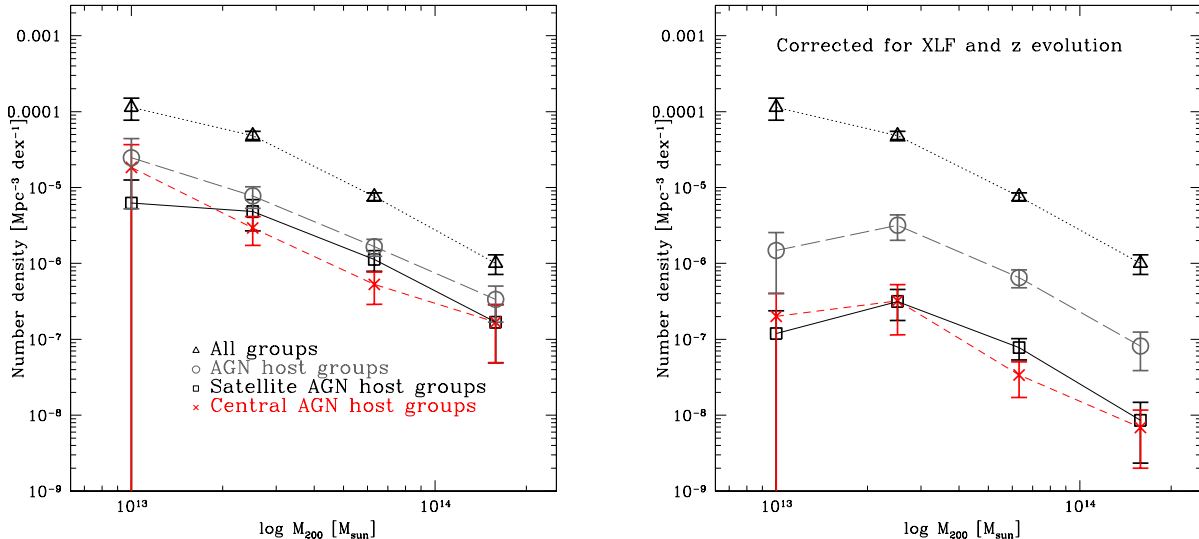 0.001
0.0001
10⁻⁵
10⁻⁶
10⁻⁷
10⁻⁸
10⁻⁹
Number density [Mpc⁻³ dex⁻¹]
All groups
AGN host groups
Satellite AGN host groups
Central AGN host groups
10¹³
10¹⁴
log M₂₀₀ [Mₛᵤₙ]
Corrected for XLF and z evolution
0.001
0.0001
10⁻⁵
10⁻⁶
10⁻⁷
10⁻⁸
10⁻⁹
Number density [Mpc⁻³ dex⁻¹]
10¹³
10¹⁴
log M₂₀₀ [Mₛᵤₙ]